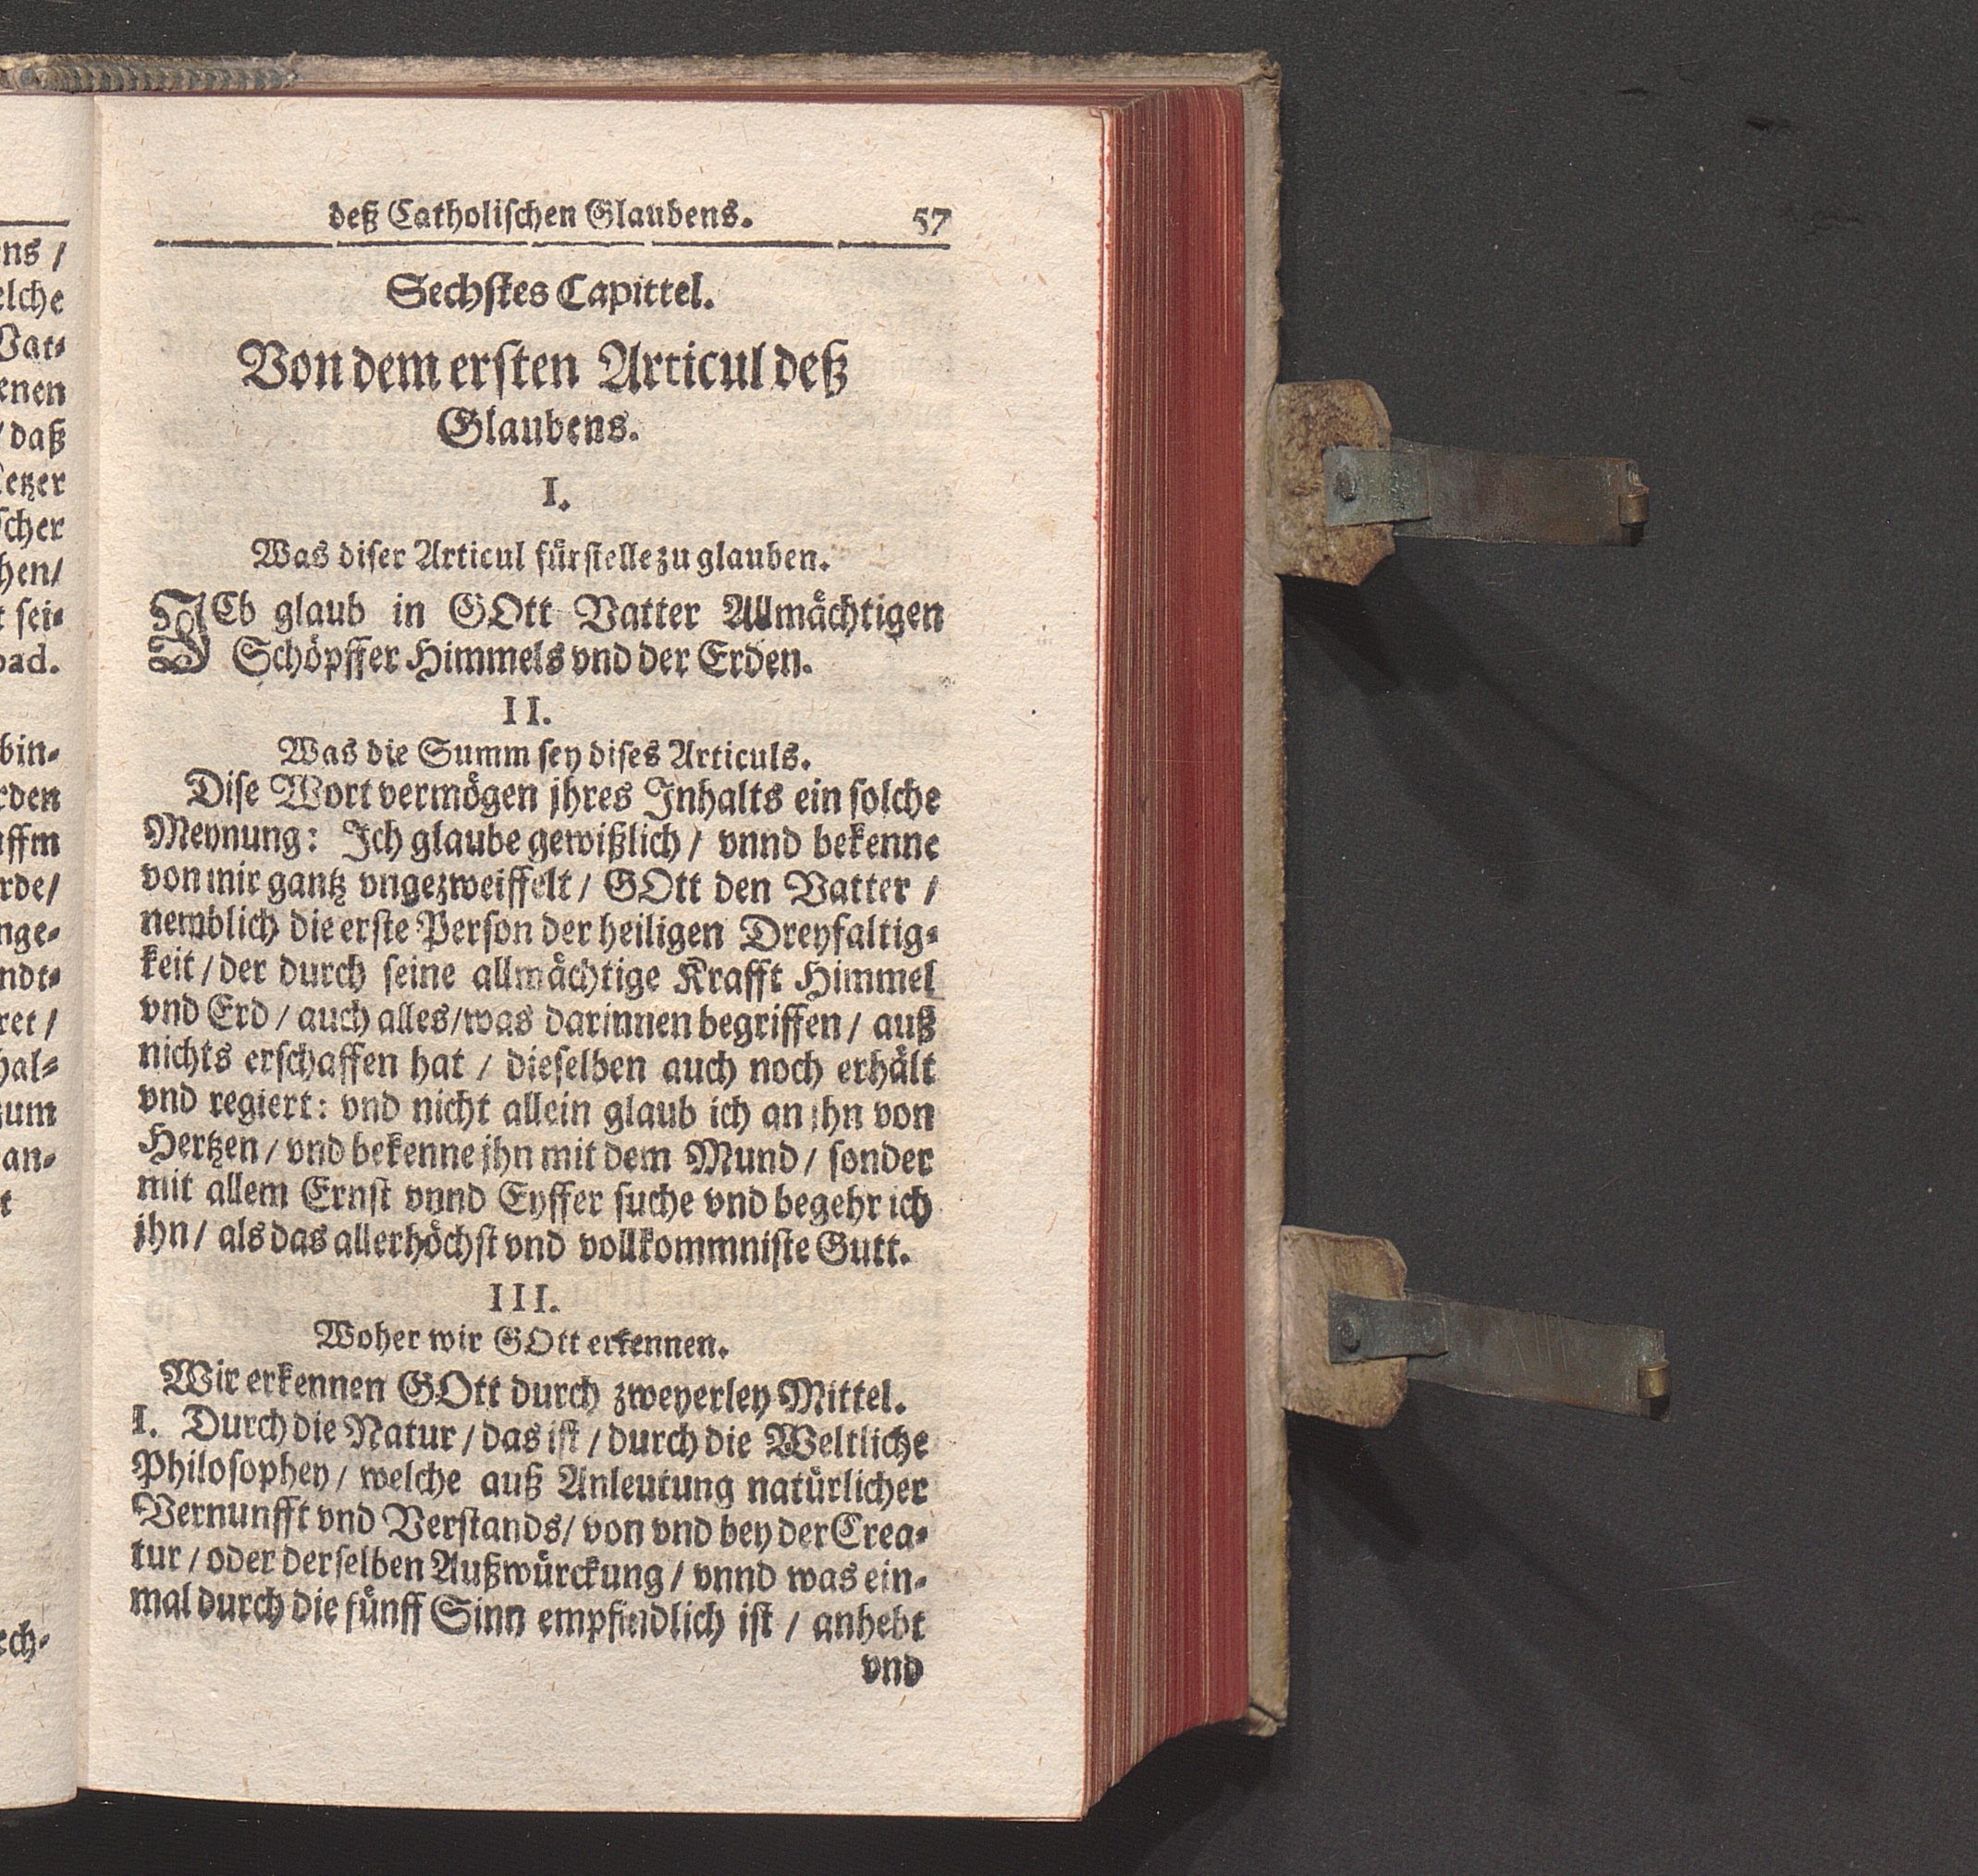 deß Catholischen Glaubens. 57
Sechstes Capittel.
Von dem ersten Articul deß
Glaubens.
I.
Was diser Articul fürstelle zu glauben.
ICh glaub in GOtt Vatter Allmächtigen
Schöpffer Himmels vnd der Erden.
II.
Was die Summ sey dises Articuls.
Dise Wort vermögen jhres Inhalts ein solche
Meynung: Ich glaube gewißlich / vnnd bekenne
von mir gantz vngezweiffelt / GOtt den Vatter /
nemblich die erste Person der heiligen Dreyfaltig-
keit / der durch seine allmächtige Krafft Himmel
vnd Erd / auch alles / was darinnen begriffen / auß
nichts erschaffen hat / dieselben auch noch erhält
vnd regiert: vnd nicht allein glaub ich an jhn von
Hertzen / vnd bekenne jhn mit dem Mund / sonder
mit allem Ernst vnnd Eyffer suche vnd begehr ich
jhn / als das allerhöchst vnd vollkommniste Gutt.
III.
Woher wir GOtt erkennen.
Wir erkennen GOtt durch zweyerley Mittel.
I. Durch die Natur / das ist / durch die Weltliche
Philosophey / welche auß Anleutung natürlicher
Vernunfft vnd Verstands / von vnd bey der Crea-
tur / oder derselben Außwürckung / vnnd was ein-
mal durch die fünff Sinn empfindlich ist / anhebt
vnd